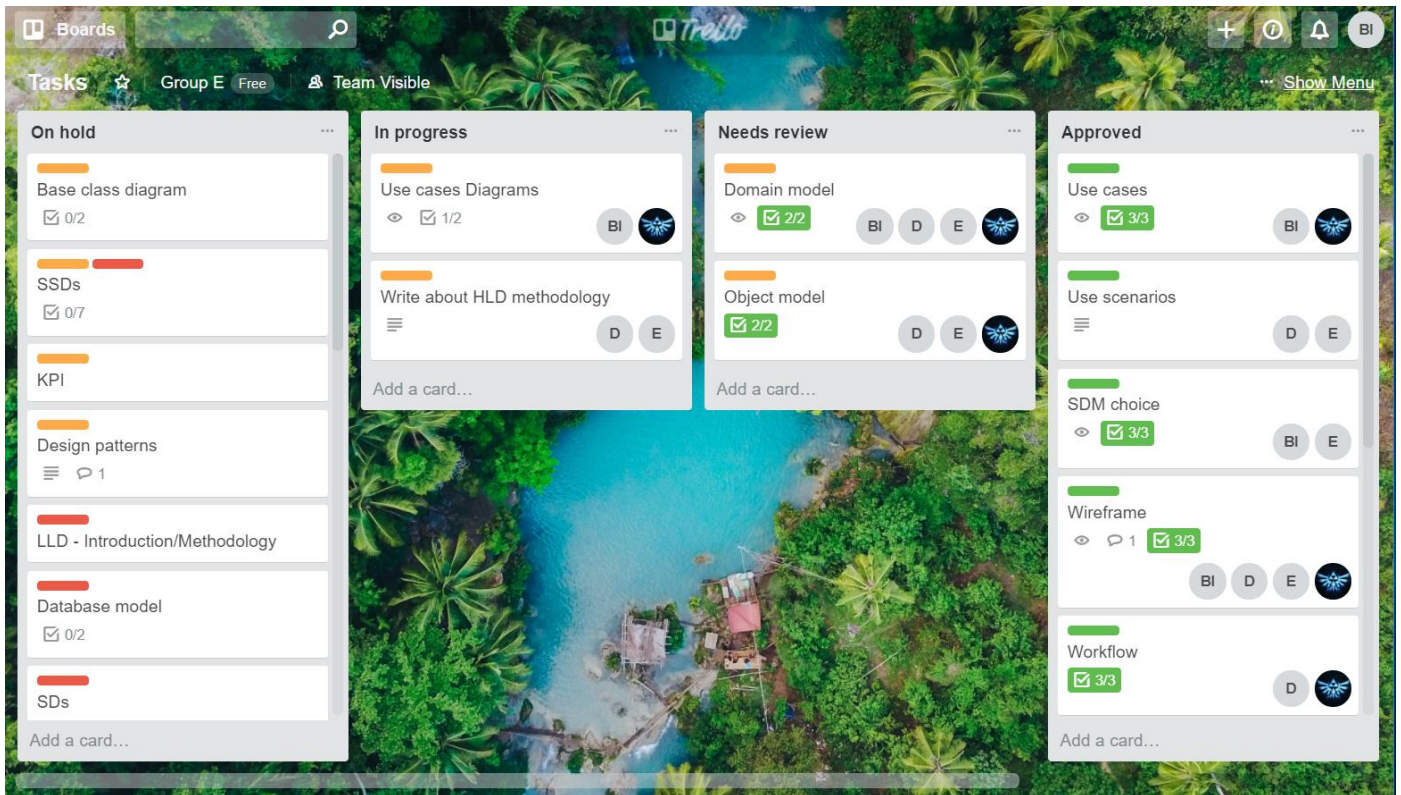 Boards
Trello
BI
Tasks
Group E Free
Team Visible
Show Menu
On hold
Base class diagram
0/2
SSDs
0/7
KPI
Design patterns
1
LLD - Introduction/Methodology
Database model
0/2
SDs
Add a card…
In progress
Use cases Diagrams
1/2
BI
Write about HLD methodology
D E
Add a card…
Needs review
Domain model
2/2
BI D E
Object model
2/2
D E
Add a card…
Approved
Use cases
3/3
BI
Use scenarios
D E
SDM choice
3/3
BI E
Wireframe
1 3/3
BI D E
Workflow
3/3
D
Add a card…